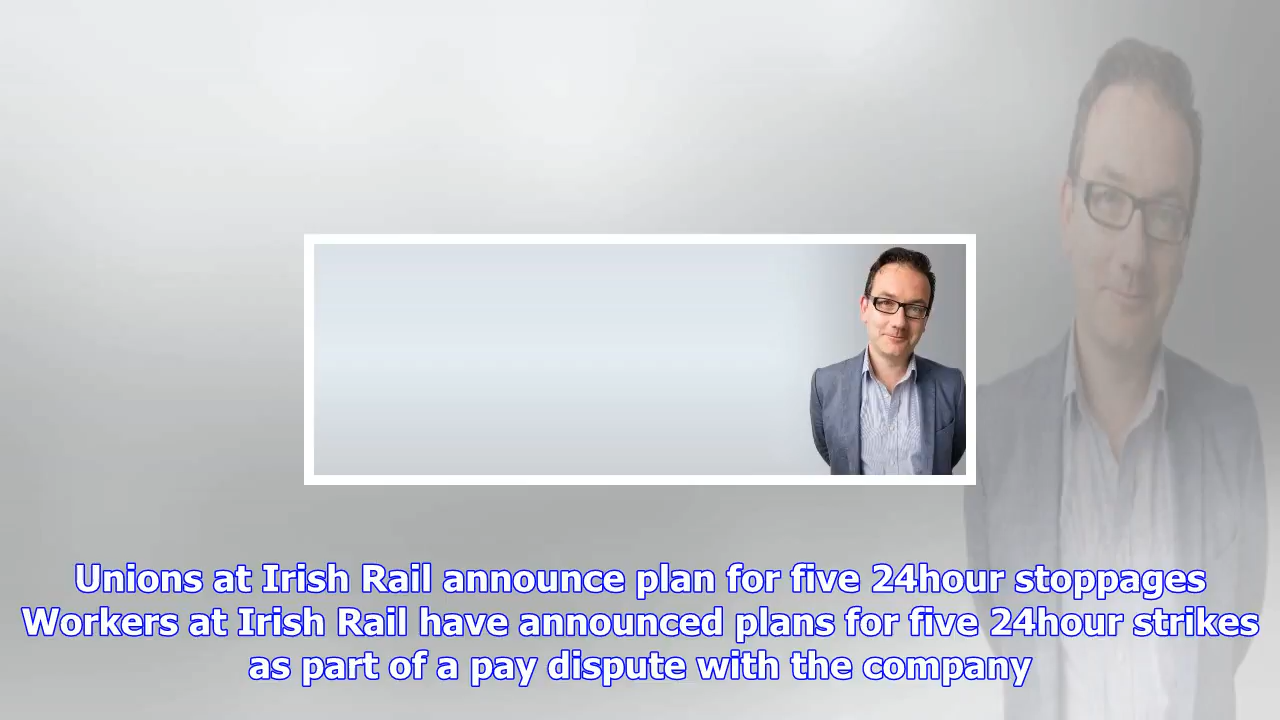 Unions at Irish Rail announce plan for five 24hour stoppages
Workers at Irish Rail have announced plans for five 24hour strikes
as part of a pay dispute with the company